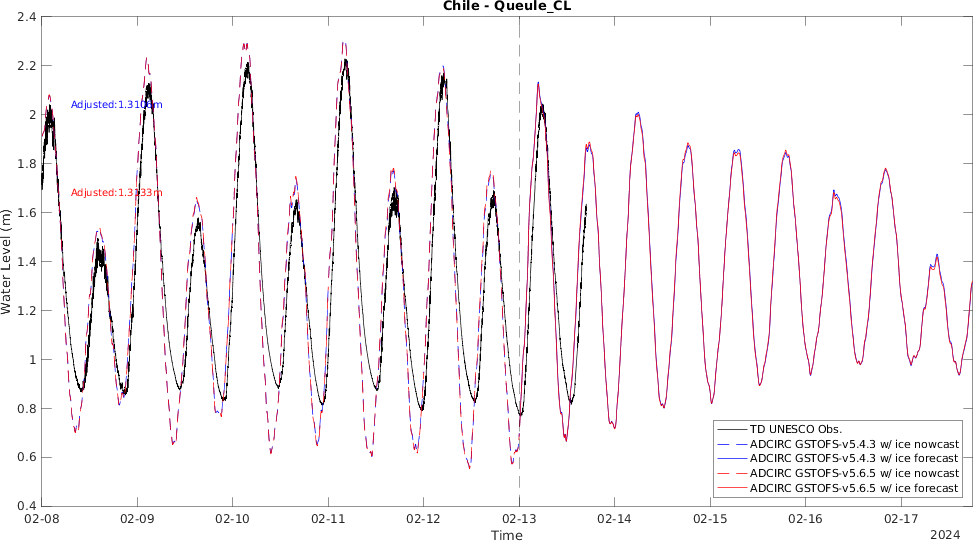 Chile - Queule_CL
2.4
2.2
2
1.8
1.6
1.4
1.2
1
0.8
0.6
0.4
Water Level (m)
Adjusted:1.3106m
Adjusted:1.3133m
TD UNESCO Obs.
ADCIRC GSTOFS-v5.4.3 w/ ice nowcast
ADCIRC GSTOFS-v5.4.3 w/ ice forecast
ADCIRC GSTOFS-v5.6.5 w/ ice nowcast
ADCIRC GSTOFS-v5.6.5 w/ ice forecast
02-08 02-09 02-10 02-11 02-12 02-13 02-14 02-15 02-16 02-17
Time
2024